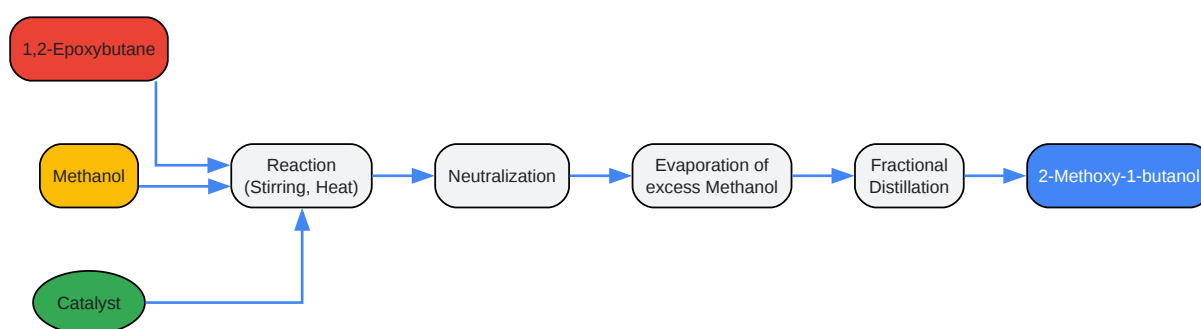 1,2-Epoxybutane
Methanol
Catalyst
Reaction
(Stirring, Heat)
Neutralization
Evaporation of
excess Methanol
Fractional
Distillation
2-Methoxy-1-butanol